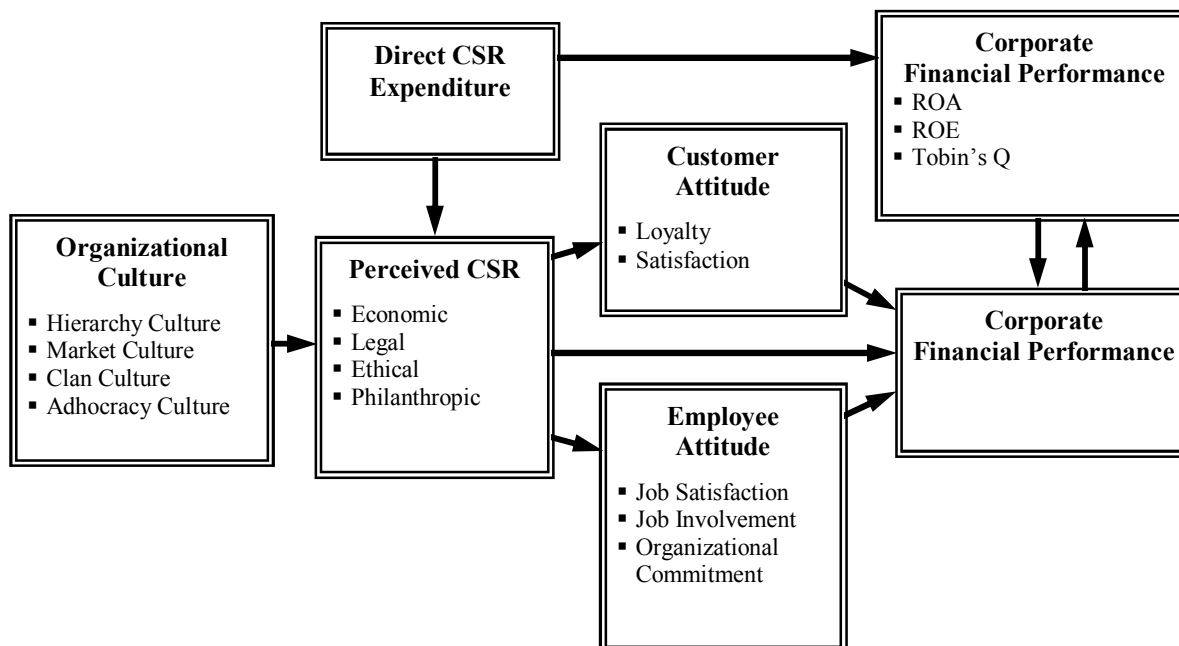 Direct CSR
Expenditure
Corporate
Financial Performance
▪ ROA
▪ ROE
▪ Tobin’s Q
Customer
Attitude
▪ Loyalty
▪ Satisfaction
Organizational
Culture
▪ Hierarchy Culture
▪ Market Culture
▪ Clan Culture
▪ Adhocracy Culture
Perceived CSR
▪ Economic
▪ Legal
▪ Ethical
▪ Philanthropic
Corporate
Financial Performance
Employee
Attitude
▪ Job Satisfaction
▪ Job Involvement
▪ Organizational
Commitment